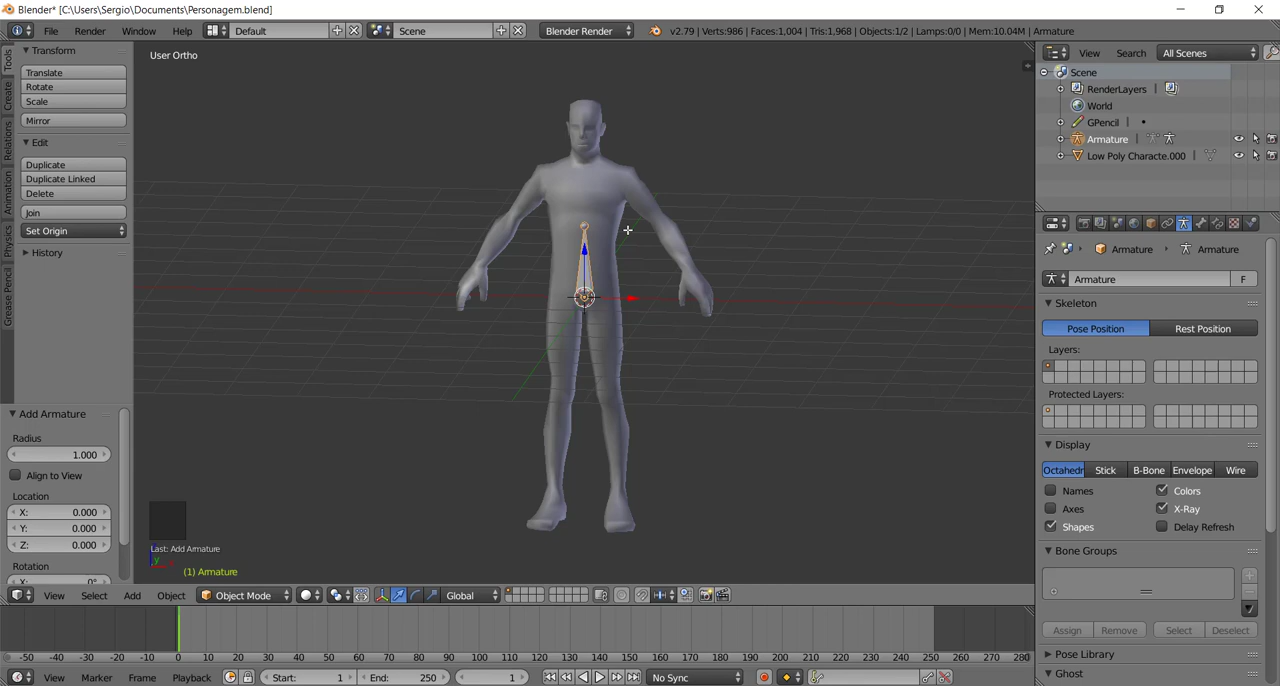 Blender* [C:\Users\Sergio\Documents\Personagem.blend]
File Render Window Help Default Scene Blender Render v2.79 | Verts:986 | Faces:1,004 | Tris:1,968 | Objects:1/2 | Lamps:0/0 | Mem:10.04M | Armature
Tools
Create
Relations
Animation
Physics
Grease Pencil
Transform
Translate
Rotate
Scale
Mirror
Edit
Duplicate
Duplicate Linked
Delete
Join
Set Origin
History
Add Armature
Radius
1.000
Align to View
Location
X: 0.000
Y: 0.000
Z: 0.000
Rotation
X: 0°
User Ortho
Last: Add Armature
y
(1) Armature
View Select Add Object Object Mode Global
-50 -40 -30 -20 -10 0 10 20 30 40 50 60 70 80 90 100 110 120 130 140 150 160 170 180 190 200 210 220 230 240 250 260 270 280
View Marker Frame Playback Start: 1 End: 250 1 No Sync
View Search All Scenes
Scene
RenderLayers |
World
GPencil |
Armature |
Low Poly Characte.000 |
Armature Armature
Armature F
Skeleton
Pose Position Rest Position
Layers:
Protected Layers:
Display
Octahedr Stick B-Bone Envelope Wire
Names Colors
Axes X-Ray
Shapes Delay Refresh
Bone Groups
Assign Remove Select Deselect
Pose Library
Ghost